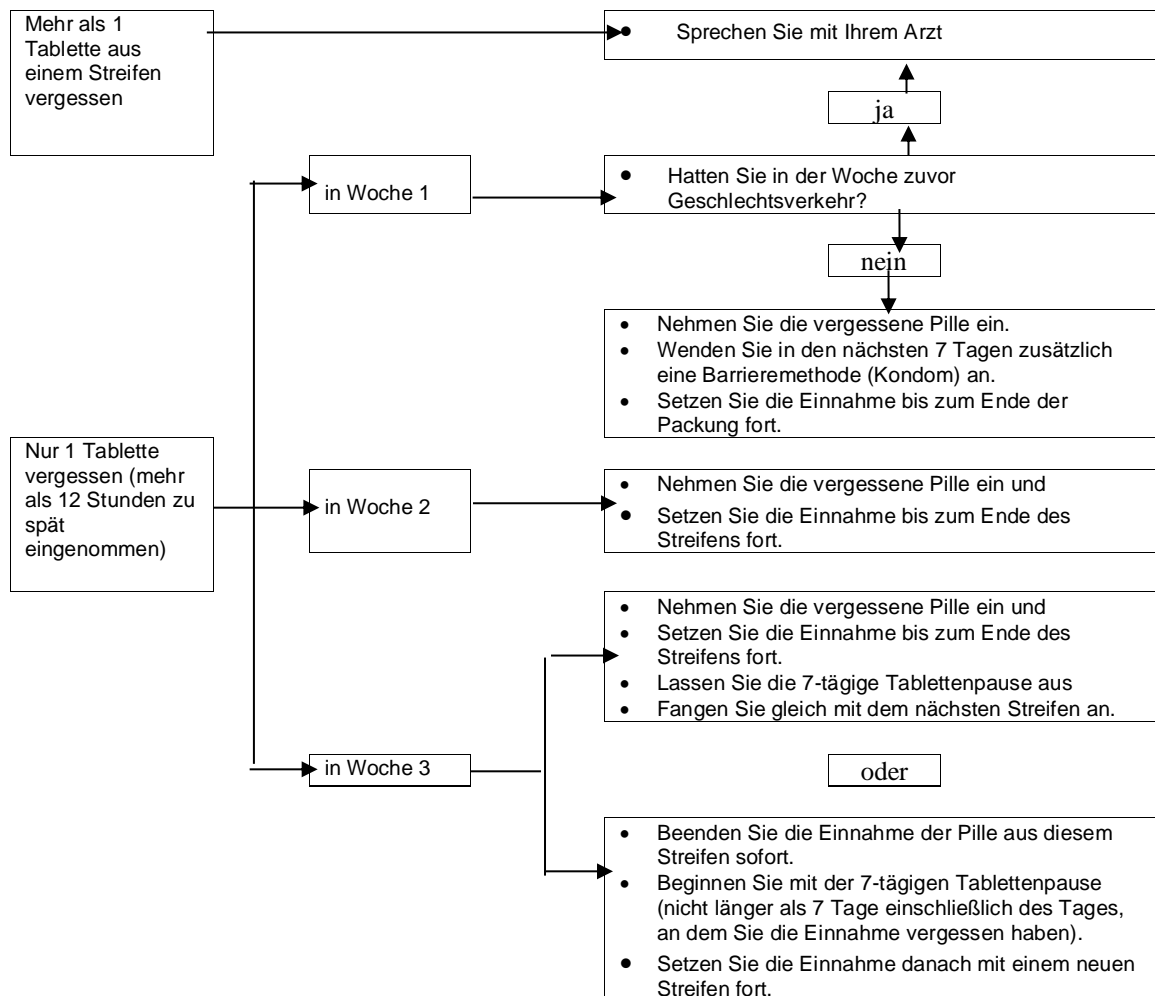 Mehr als 1
Tablette aus
einem Streifen
vergessen
• Sprechen Sie mit Ihrem Arzt
ja
in Woche 1
• Hatten Sie in der Woche zuvor
Geschlechtsverkehr?
nein
• Nehmen Sie die vergessene Pille ein.
• Wenden Sie in den nächsten 7 Tagen zusätzlich
eine Barrieremethode (Kondom) an.
• Setzen Sie die Einnahme bis zum Ende der
Packung fort.
Nur 1 Tablette
vergessen (mehr
als 12 Stunden zu
spät
eingenommen)
in Woche 2
• Nehmen Sie die vergessene Pille ein und
• Setzen Sie die Einnahme bis zum Ende des
Streifens fort.
• Nehmen Sie die vergessene Pille ein und
• Setzen Sie die Einnahme bis zum Ende des
Streifens fort.
• Lassen Sie die 7-tägige Tablettenpause aus
• Fangen Sie gleich mit dem nächsten Streifen an.
in Woche 3
oder
• Beenden Sie die Einnahme der Pille aus diesem
Streifen sofort.
• Beginnen Sie mit der 7-tägigen Tablettenpause
(nicht länger als 7 Tage einschließlich des Tages,
an dem Sie die Einnahme vergessen haben).
• Setzen Sie die Einnahme danach mit einem neuen
Streifen fort.